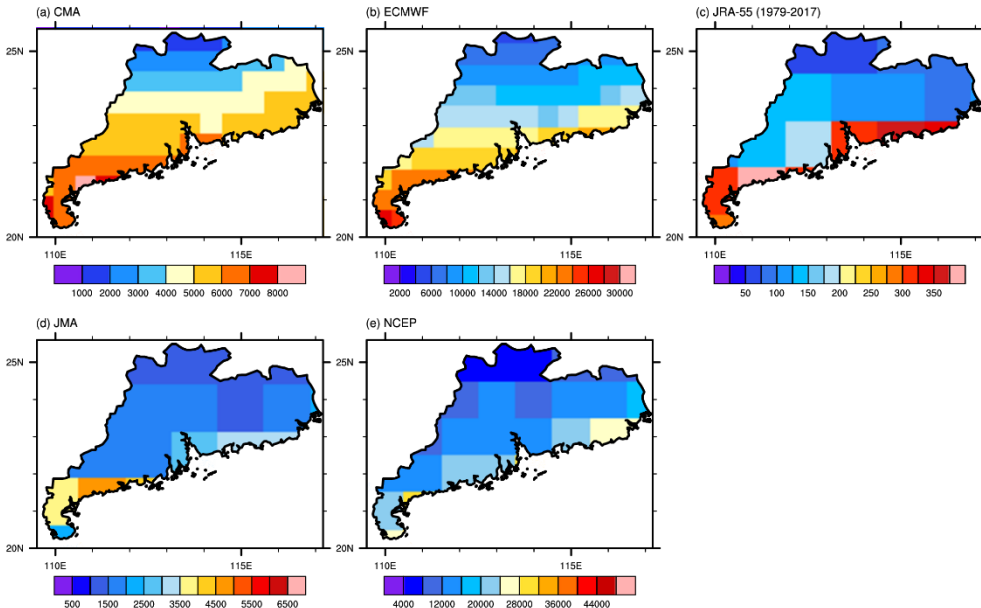 (a) CMA
(b) ECMWF
(c) JRA-55 (1979-2017)
25N
20N
110E
115E
25N
20N
110E
115E
25N
20N
110E
115E
1000 2000 3000 4000 5000 6000 7000 8000
2000 6000 10000 14000 18000 22000 26000 30000
50 100 150 200 250 300 350
(d) JMA
(e) NCEP
25N
20N
110E
115E
25N
20N
110E
115E
500 1500 2500 3500 4500 5500 6500
4000 12000 20000 28000 36000 44000